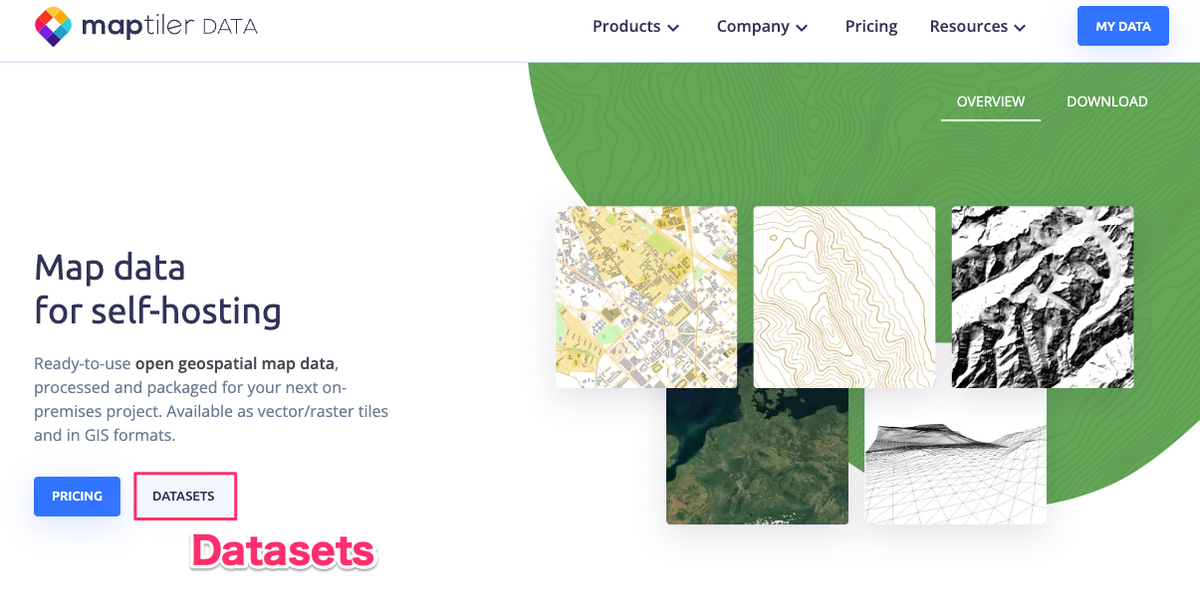 maptiler DATA
Products
Company
Pricing
Resources
MY DATA
OVERVIEW
DOWNLOAD
Map data
for self-hosting
Ready-to-use open geospatial map data,
processed and packaged for your next on-
premises project. Available as vector/raster tiles
and in GIS formats.
PRICING
DATASETS
Datasets